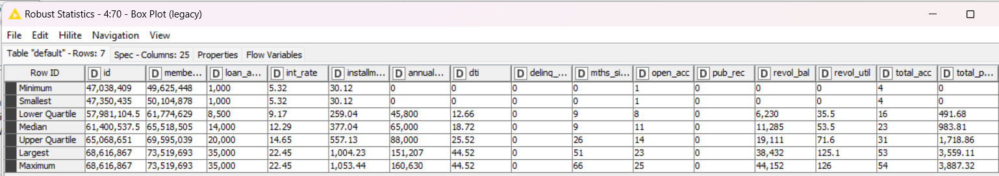 Robust Statistics - 4:70 - Box Plot (legacy)
File Edit Hilite Navigation View
Table "default" - Rows: 7 Spec - Columns: 25 Properties Flow Variables
Row ID D id D membe... D loan_a... D int_rate D installm... D annual... D dti D delinq_... D mths_si... D open_acc D pub_rec D revol_bal D revol_util D total_acc D total_p...
Minimum 47,038,409 49,625,448 1,000 5.32 30.12 0 0 0 0 1 0 0 0 4 0
Smallest 47,350,435 50,104,878 1,000 5.32 30.12 0 0 0 0 1 0 0 0 4 0
Lower Quartile 57,981,104.5 61,774,629 8,500 9.17 259.04 45,800 12.66 0 9 8 0 6,230 35.5 16 491.68
Median 61,400,537.5 65,518,505 14,000 12.29 377.04 65,000 18.72 0 9 11 0 11,285 53.5 23 983.81
Upper Quartile 65,068,651 69,595,039 20,000 14.65 557.13 88,000 25.52 0 26 14 0 19,111 71.6 31 1,718.86
Largest 68,616,867 73,519,693 35,000 22.45 1,004.23 151,207 44.52 0 51 23 0 38,432 125.1 53 3,559.11
Maximum 68,616,867 73,519,693 35,000 22.45 1,053.44 160,630 44.52 0 66 25 0 44,152 126 54 3,887.32